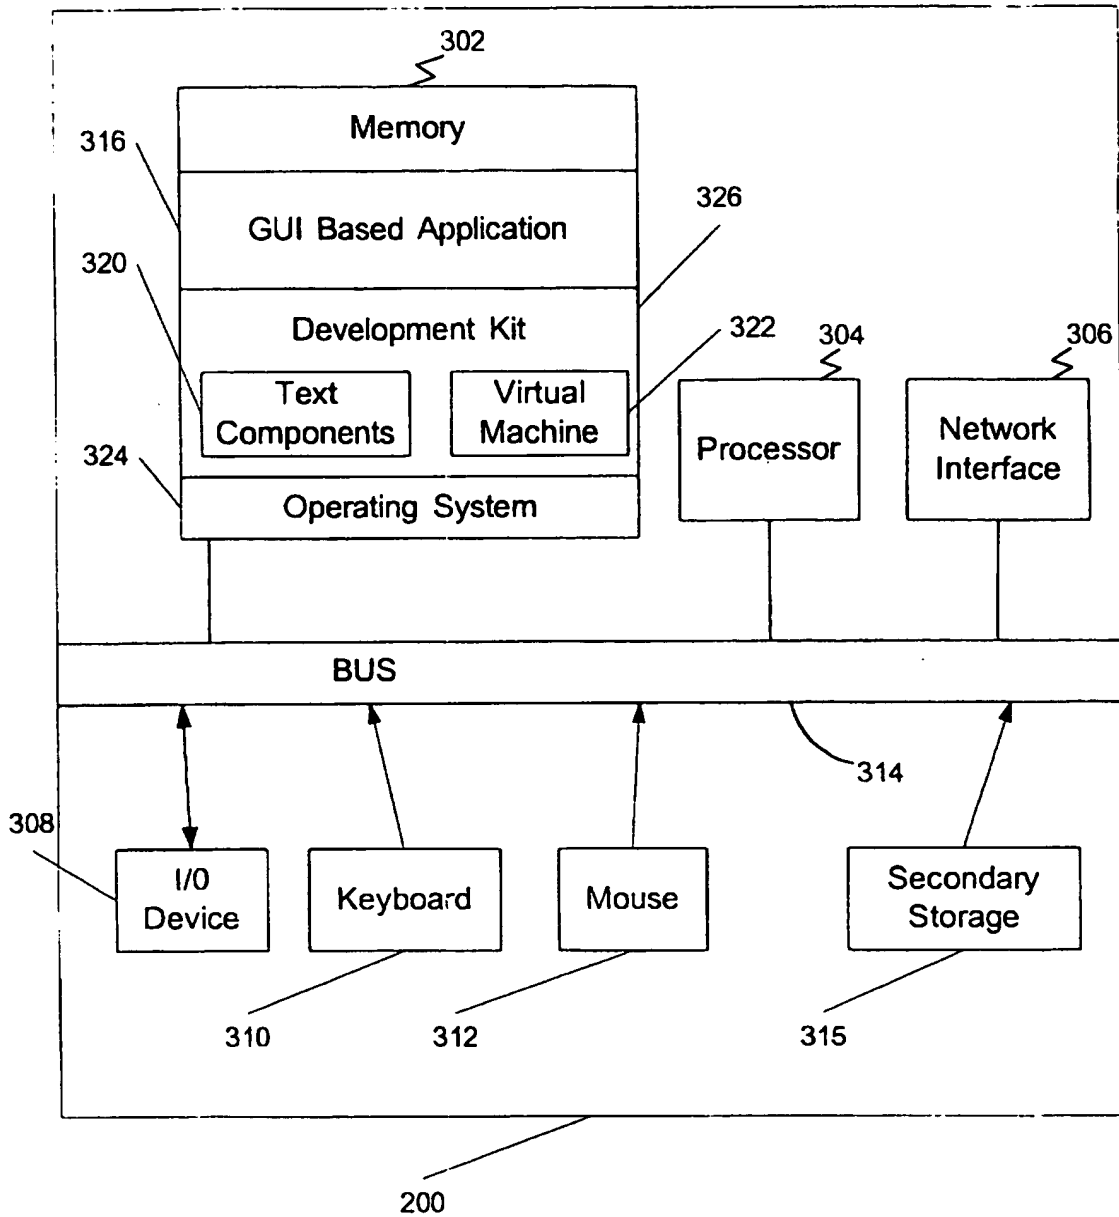 302
Memory
316
GUI Based Application
326
320
Development Kit
322
304
306
Text
Components
Virtual
Machine
Processor
Network
Interface
324
Operating System
BUS
314
308
I/0
Device
Keyboard
Mouse
Secondary
Storage
310
312
315
200